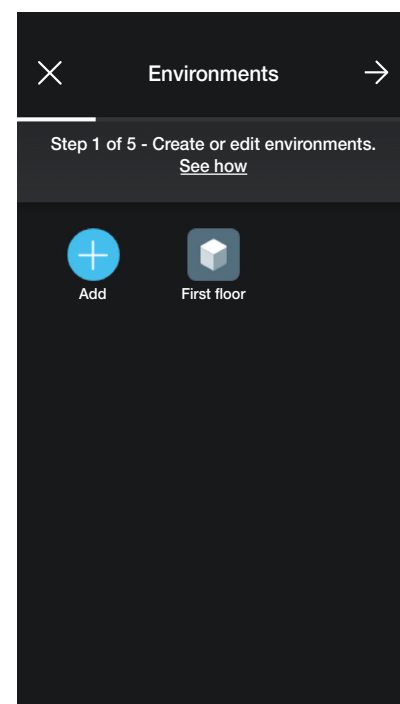 Environments
Step 1 of 5 - Create or edit environments.
See how
Add
First floor